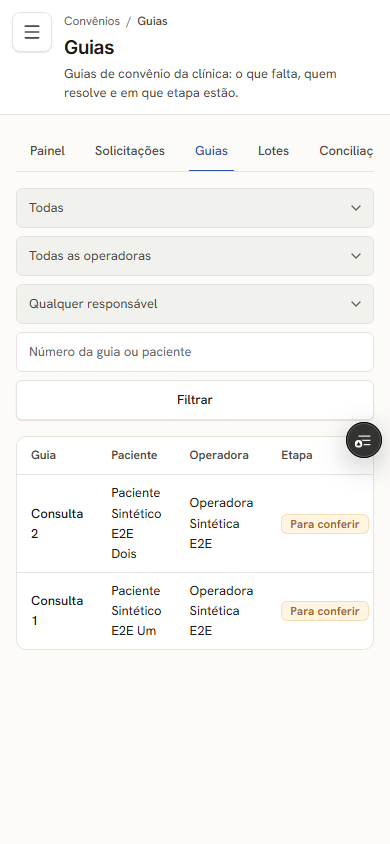 Convênios / Guias
Guias
Guias de convênio da clínica: o que falta, quem
resolve e em que etapa estão.
Painel Solicitações Guias Lotes Conciliaç
Todas
Todas as operadoras
Qualquer responsável
Número da guia ou paciente
Filtrar
Guia Paciente Operadora Etapa
Consulta
2
Paciente
Sintético
E2E
Dois
Operadora
Sintética
E2E
Para conferir
Consulta
1
Paciente
Sintético
E2E Um
Operadora
Sintética
E2E
Para conferir